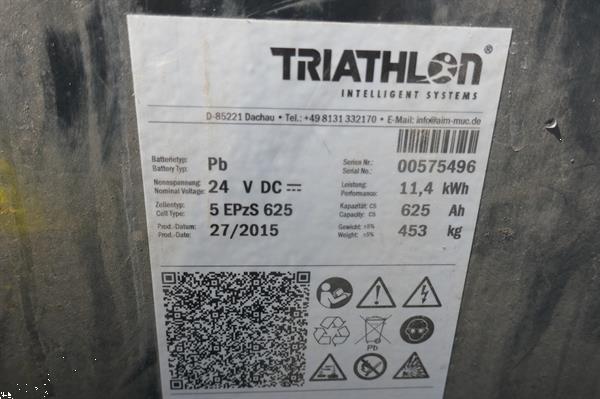 TRIATHLON®
INTELLIGENT SYSTEMS
D-85221 Dachau • Tel.: +49 8131 332170 • E-Mail: info@aim-muc.de
Batterietyp: Pb Serien Nr.: 00575496
Battery Type: Serial No.:
Nennspannung: 24 V DC Leistung: 11,4 kWh
Nominal Voltage: Performance:
Zellentyp: 5 EPzS 625 Kapazität: C5 625 Ah
Cell Type: Capacity: C5
Prod.-Datum: 27/2015 Gewicht: ±5% 453 kg
Prod.-Date: Weight: ±5%
Pb